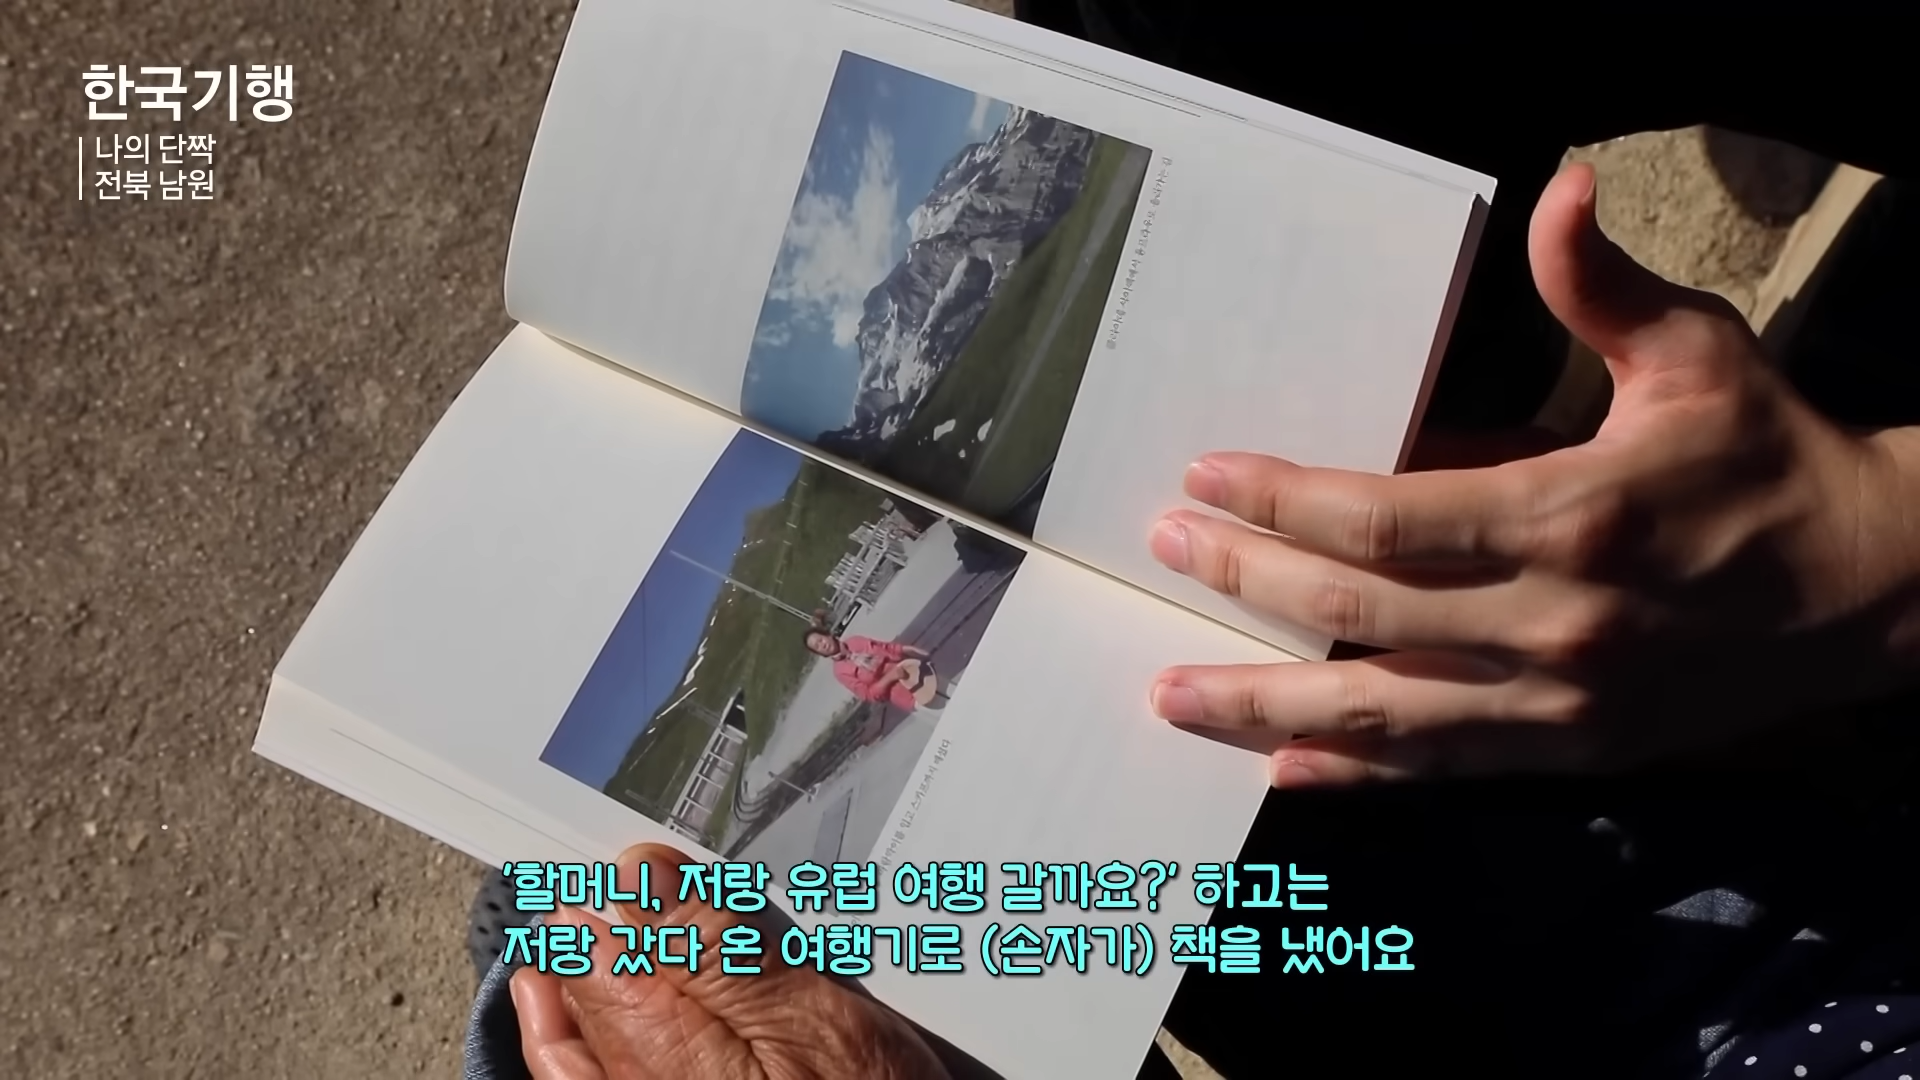 한국기행
나의 단짝
전북 남원
'할머니, 저랑 유럽 여행 갈까요?' 하고는
저랑 갔다 온 여행기로 (손자가) 책을 냈어요